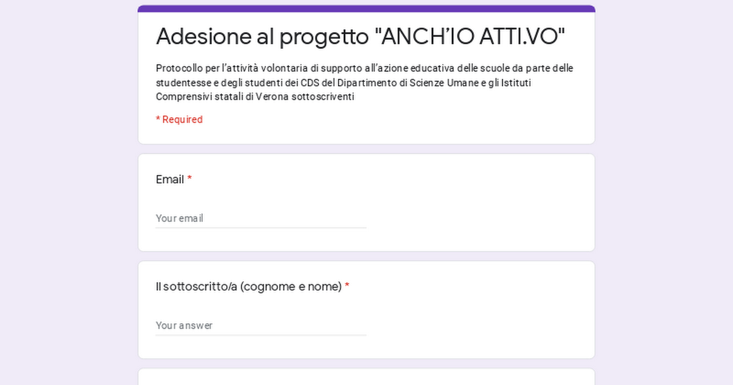 Adesione al progetto "ANCH'IO ATTI.VO"
Protocollo per l'attività volontaria di supporto all'azione educativa delle scuole da parte delle
studentesse e degli studenti dei CDS del Dipartimento di Scienze Umane e gli Istituti
Comprensivi statali di Verona sottoscriventi
* Required
Email *
Your email
Il sottoscritto/a (cognome e nome) *
Your answer